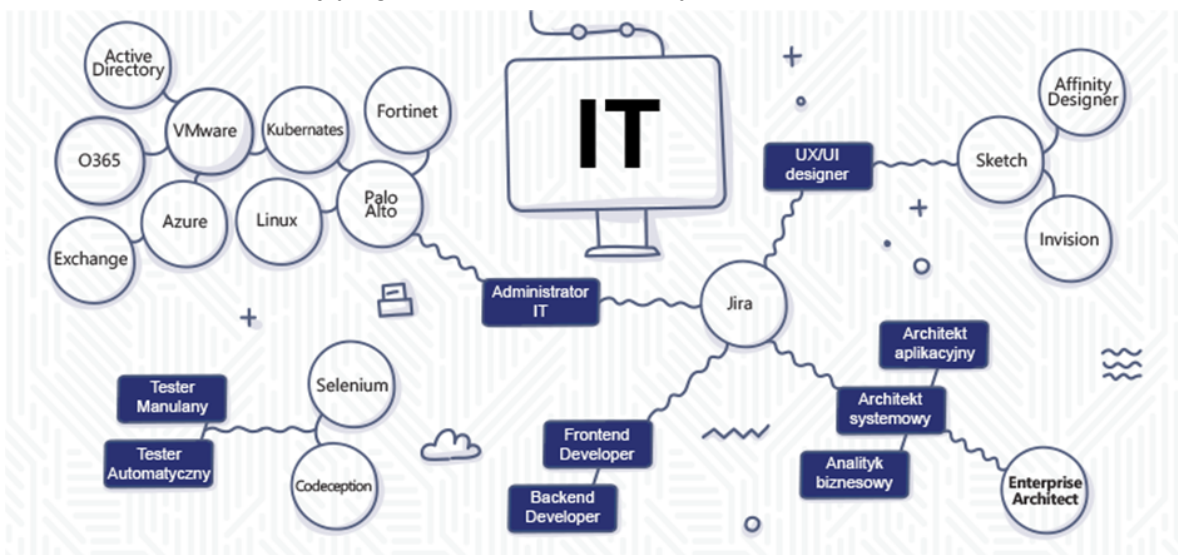 Active
Directory
VMware
Kubernates
Fortinet
O365
Azure
Linux
Palo
Alto
Exchange
IT
UX/UI
designer
Sketch
Affinity
Designer
Invision
Administrator
IT
Jira
Architekt
aplikacyjny
Architekt
systemowy
Analityk
biznesowy
Enterprise
Architect
Frontend
Developer
Backend
Developer
Tester
Manulany
Tester
Automatyczny
Selenium
Codeception